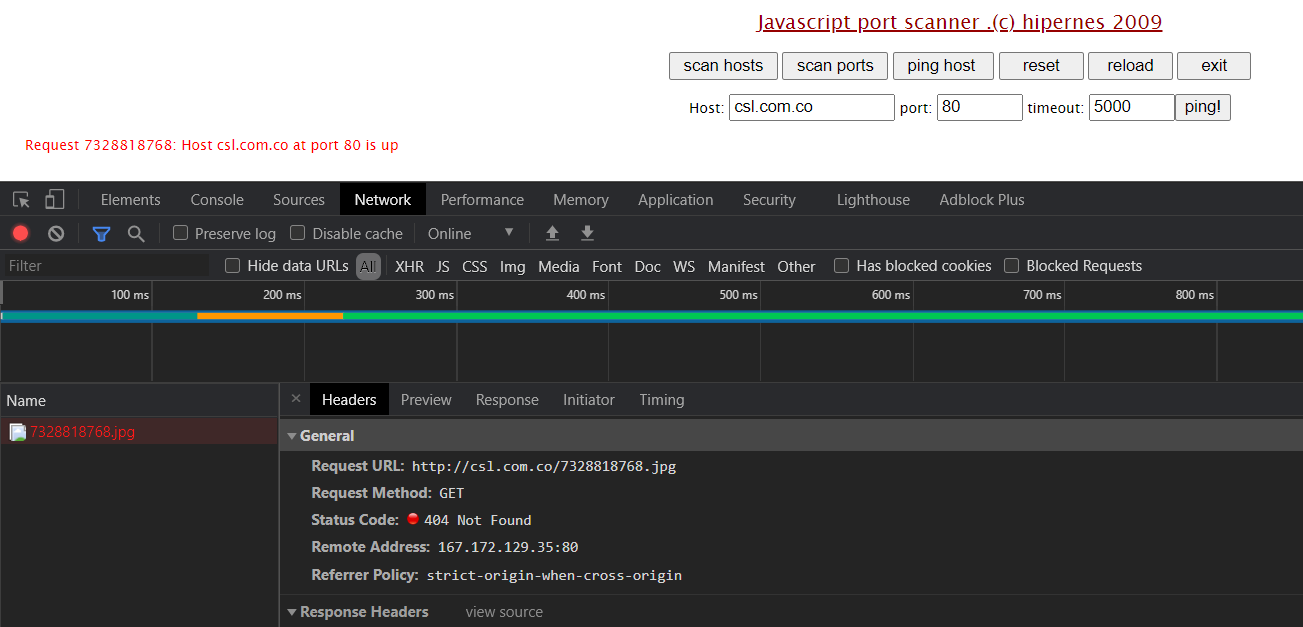 Javascript port scanner .(c) hipernes 2009
scan hosts scan ports ping host reset reload exit
Host: csl.com.co port: 80 timeout: 5000 ping!
Request 7328818768: Host csl.com.co at port 80 is up
Elements Console Sources Network Performance Memory Application Security Lighthouse Adblock Plus
Preserve log Disable cache Online
Filter Hide data URLs All XHR JS CSS Img Media Font Doc WS Manifest Other Has blocked cookies Blocked Requests
100 ms 200 ms 300 ms 400 ms 500 ms 600 ms 700 ms 800 ms
Name Headers Preview Response Initiator Timing
7328818768.jpg
General
Request URL: http://csl.com.co/7328818768.jpg
Request Method: GET
Status Code: 404 Not Found
Remote Address: 167.172.129.35:80
Referrer Policy: strict-origin-when-cross-origin
Response Headers view source